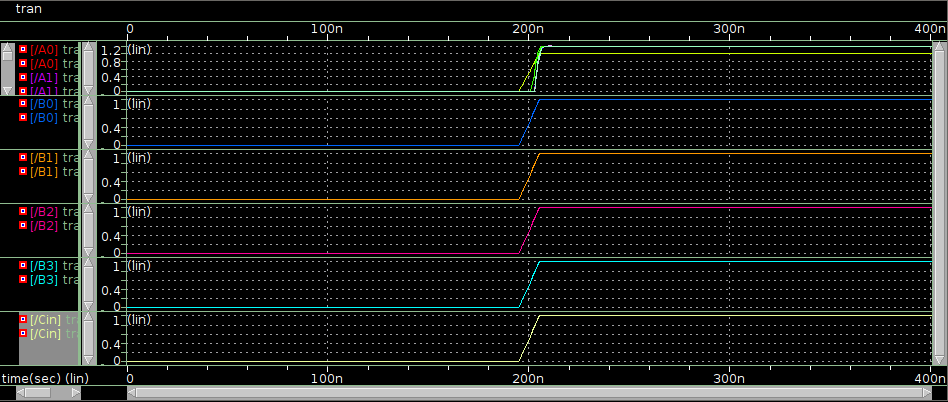 tran
0 100n 200n 300n 400n
[/A0] tra 1.2 (lin)
[/A0] tra 0.8
[/A1] tra 0.4
[/A1] tra 0
[/B0] tra 1 (lin)
[/B0] tra 0.4
0
[/B1] tra 1 (lin)
[/B1] tra 0.4
0
[/B2] tra 1 (lin)
[/B2] tra 0.4
0
[/B3] tra 1 (lin)
[/B3] tra 0.4
0
[/Cin] tr 1 (lin)
[/Cin] tr 0.4
0
time(sec) (lin) 0 100n 200n 300n 400n